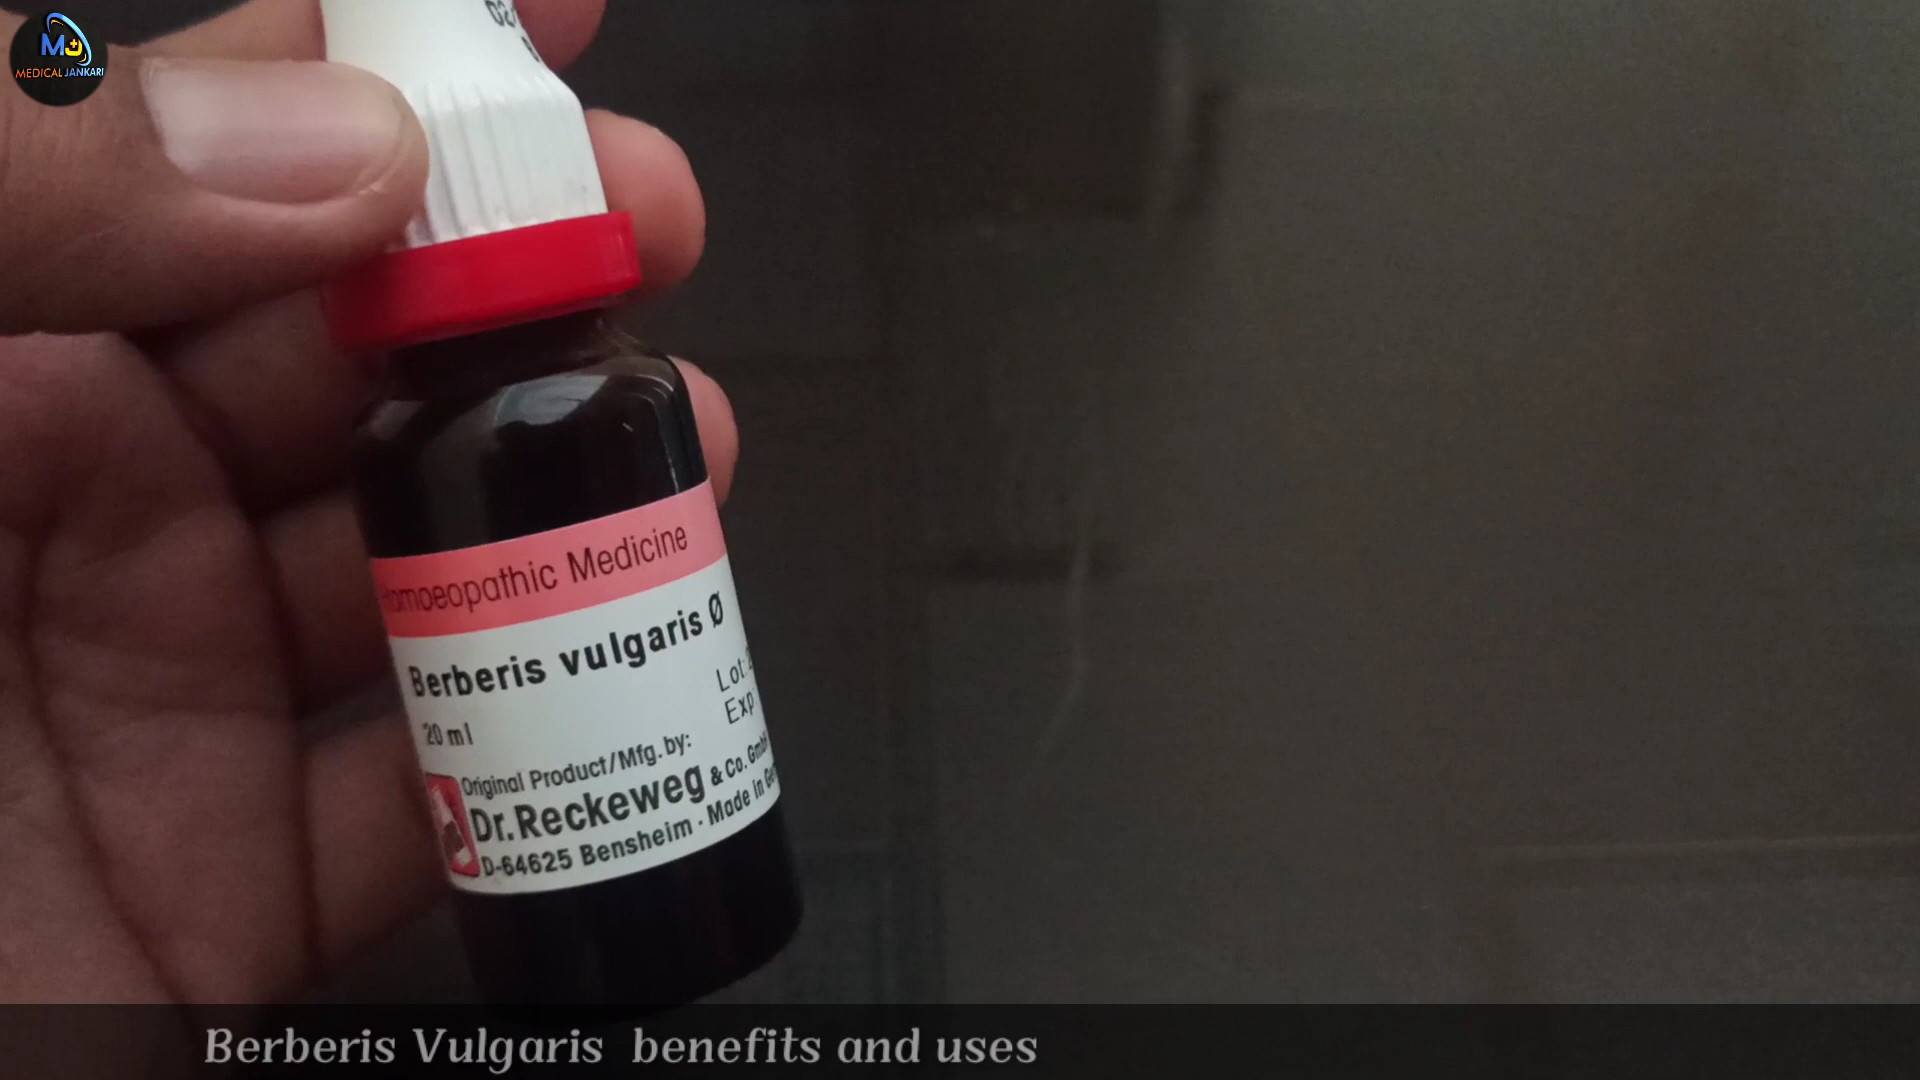 MJ
MEDICAL JANKARI
Homoeopathic Medicine
Berberis vulgaris Ø
Lot:
Exp
20 ml
Original Product/Mfg. by:
Dr.Reckeweg & Co. GmbH
D-64625 Bensheim · Made in
Berberis Vulgaris benefits and uses